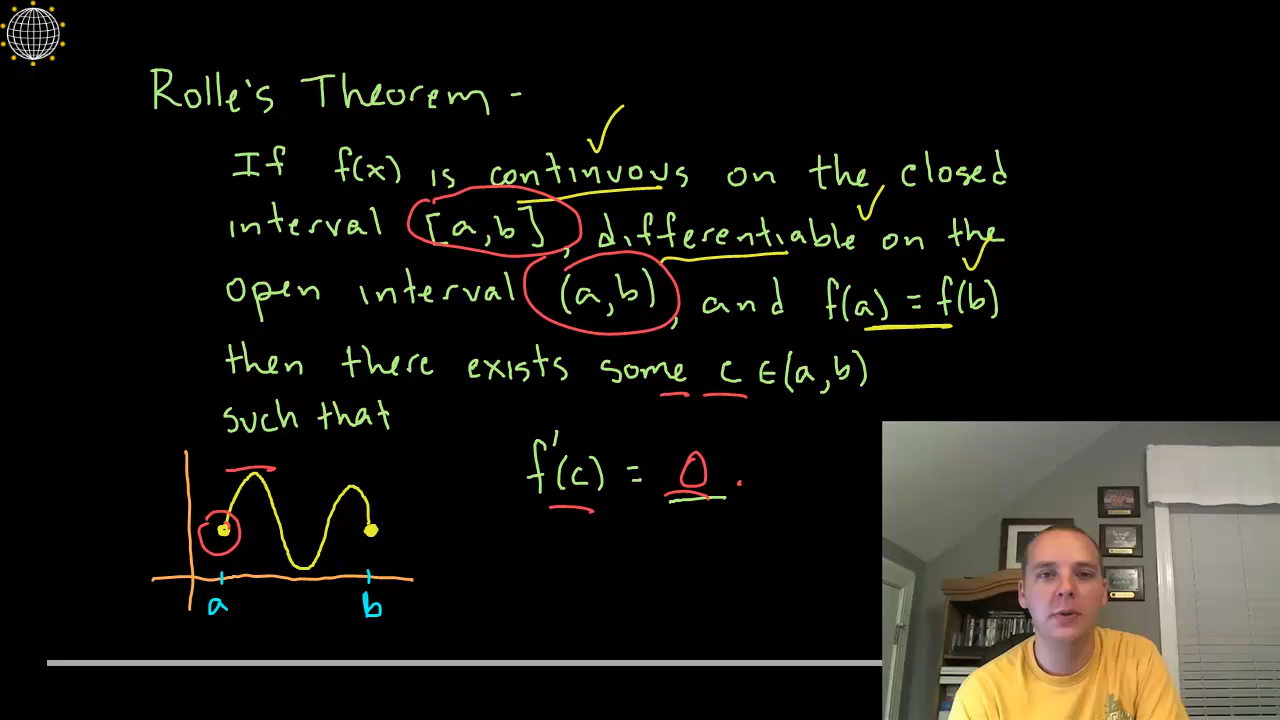 Rolle's Theorem -
If f(x) is continuous on the closed
interval [a,b], differentiable on the
open interval (a,b), and f(a) = f(b)
then there exists some c ∈ (a,b)
such that
f'(c) = 0.
a b